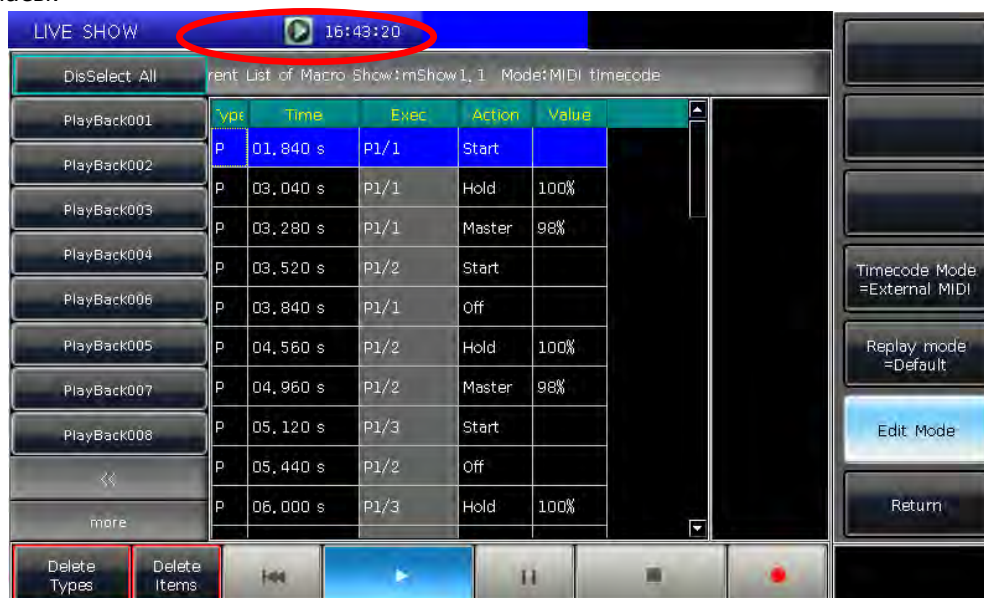 LIVE SHOW 16:43:20
DisSelect All
rent List of Macro Show:mShow1.1 Mode:MIDI timecode
PlayBack001
PlayBack002
PlayBack003
PlayBack004
PlayBack006
PlayBack005
PlayBack007
PlayBack008
<<
more
Type Time Exec Action Value
P 01.840 s P1/1 Start
P 03.040 s P1/1 Hold 100%
P 03.280 s P1/1 Master 98%
P 03.520 s P1/2 Start
P 03.840 s P1/1 Off
P 04.560 s P1/2 Hold 100%
P 04.960 s P1/2 Master 98%
P 05.120 s P1/3 Start
P 05.440 s P1/2 Off
P 06.000 s P1/3 Hold 100%
Timecode Mode
=External MIDI
Replay mode
=Default
Edit Mode
Return
Delete
Types
Delete
Items